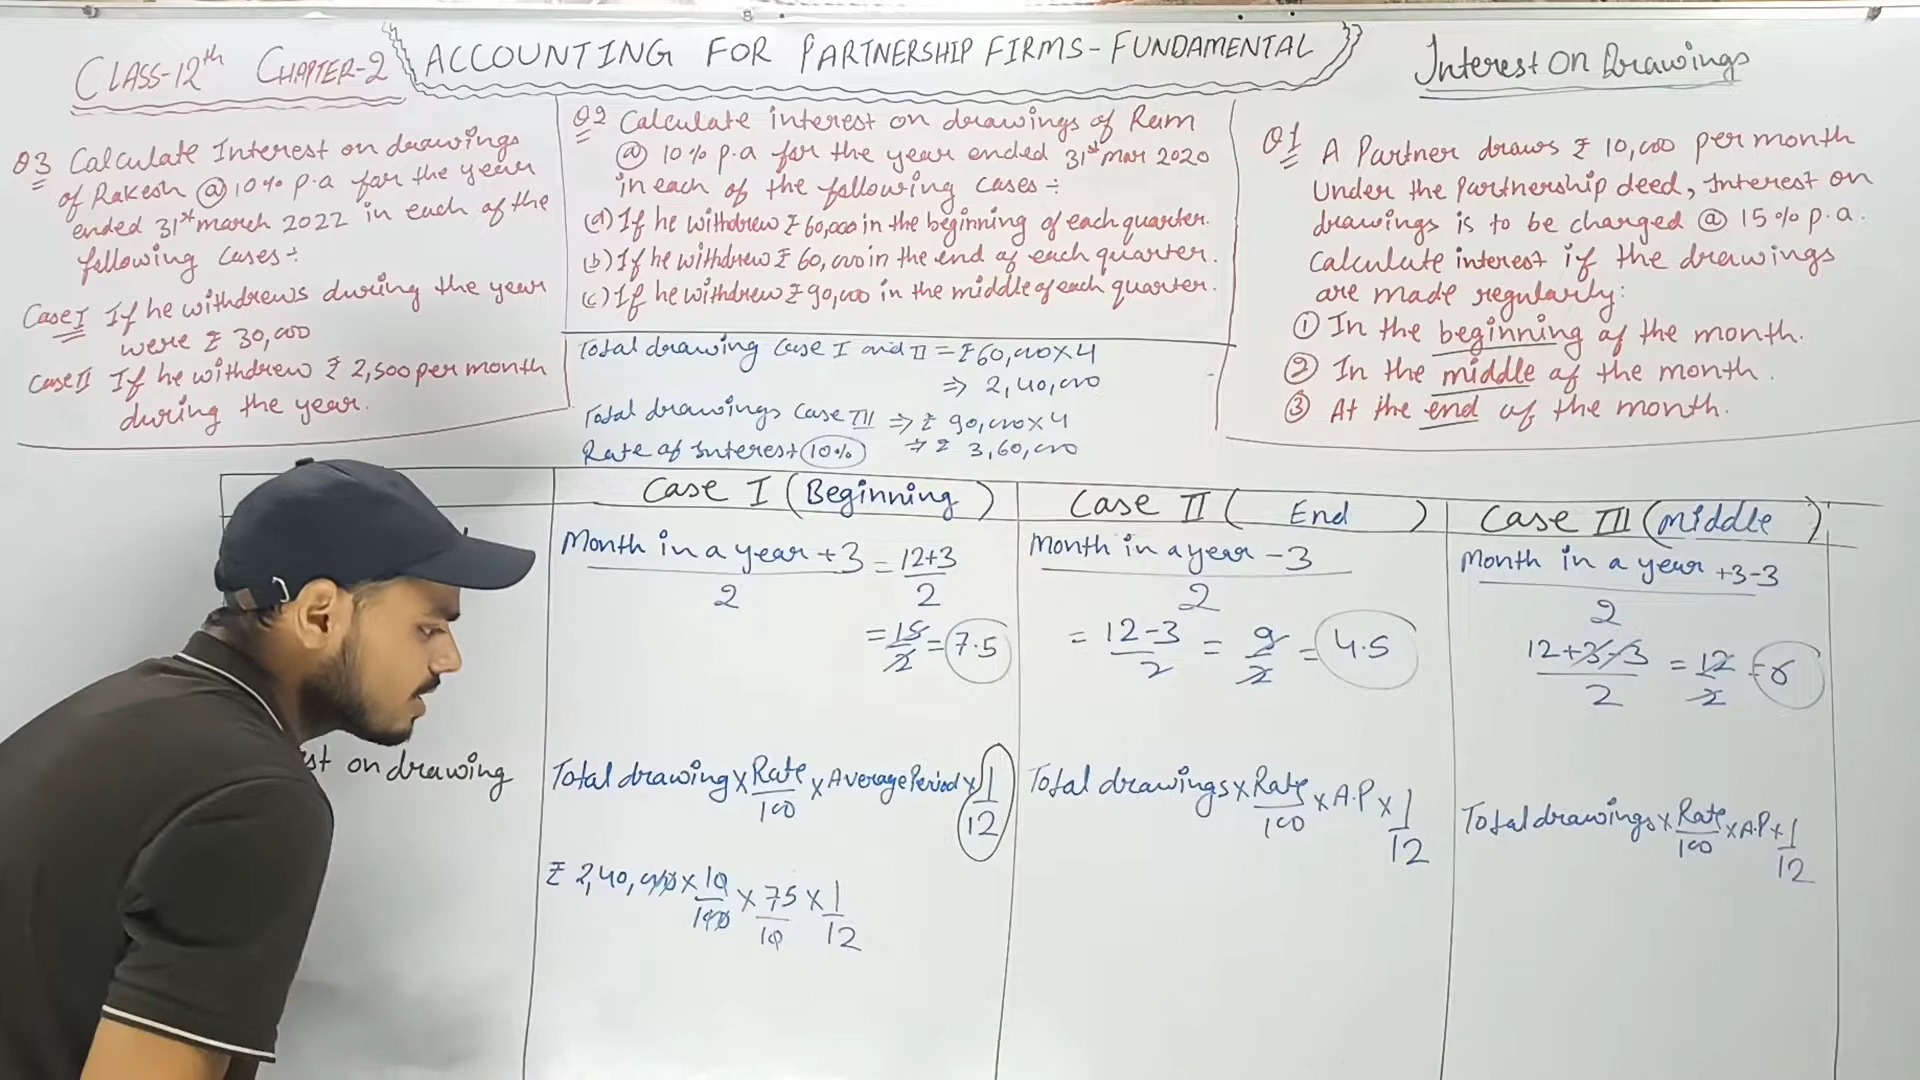 CLASS-12th CHAPTER-2
ACCOUNTING FOR PARTNERSHIP FIRMS-FUNDAMENTAL
Interest On Drawings
Q3 Calculate Interest on drawings
of Rakesh @ 10% p.a for the year
ended 31st march 2022 in each of the
following cases :-
Case I If he withdrews during the year
were ₹ 30,000
Case II If he withdrew ₹ 2,500 per month
during the year.
Q2 Calculate interest on drawings of Ram
@ 10% p.a for the year ended 31st mar 2020
in each of the following cases :-
(a) If he withdrew ₹ 60,000 in the beginning of each quarter.
(b) If he withdrew ₹ 60,000 in the end of each quarter.
(c) If he withdrew ₹ 90,000 in the middle of each quarter.
Q1 A Partner draws ₹ 10,000 per month
Under the Partnership deed, Interest on
drawings is to be charged @ 15% p.a.
Calculate interest if the drawings
are made regularly:
① In the beginning of the month.
② In the middle of the month.
③ At the end of the month.
Total drawing Case I and II = ₹ 60,000 x 4
⇒ 2,40,000
Total drawings Case III ⇒ ₹ 90,000 x 4
⇒ ₹ 3,60,000
Rate of Interest 10%
Case I (Beginning)
Month in a year + 3 = 12+3
2 2
= 15/2 = 7.5
Total drawing x Rate/100 x Average Period x 1/12
₹ 2,40,000 x 10/100 x 75/10 x 1/12
Case II ( End )
Month in a year - 3
2
= 12-3/2 = 9/2 = 4.5
Total drawings x Rate/100 x A.P x 1/12
Case III (Middle)
Month in a year +3-3
2
12+3-3/2 = 12/2 = 6
Total drawings x Rate/100 x A.P x 1/12
on drawing